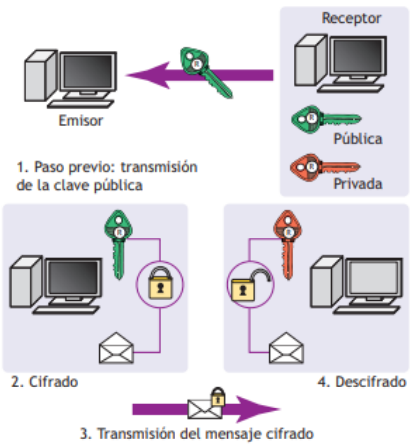 Receptor
Emisor
Pública
Privada
1. Paso previo: transmisión
de la clave pública
R
R
R
R
R
2. Cifrado
4. Descifrado
3. Transmisión del mensaje cifrado